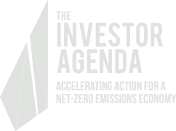 THE
INVESTOR
AGENDA
ACCELERATING ACTION FOR A
NET-ZERO EMISSIONS ECONOMY